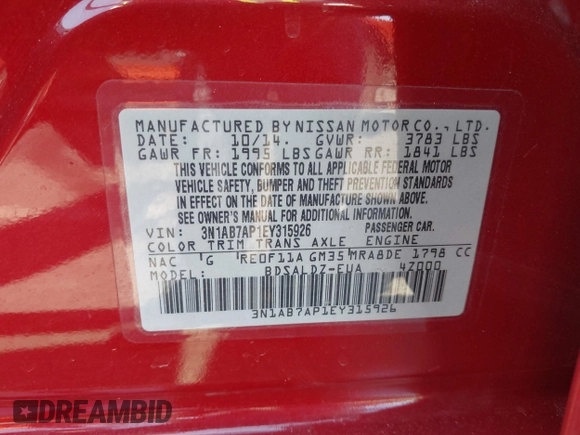 MANUFACTURED BY NISSAN MOTOR CO., LTD.
DATE: 10/14. GVWR: 3783 LBS
GAWR FR: 1995 LBS GAWR RR: 1841 LBS
THIS VEHICLE CONFORMS TO ALL APPLICABLE FEDERAL MOTOR
VEHICLE SAFETY, BUMPER AND THEFT PREVENTION STANDARDS
IN EFFECT ON THE DATE OF MANUFACTURE SHOWN ABOVE.
SEE OWNER'S MANUAL FOR ADDITIONAL INFORMATION.
VIN: 3N1AB7AP1EY315926 PASSENGER CAR.
COLOR TRIM TRANS AXLE ENGINE
NAC G RE0F11A GM35 MRA8DE 1798 CC
MODEL: BDSALDZ-EUA 4Z000
3N1AB7AP1EY315926
DREAMBID